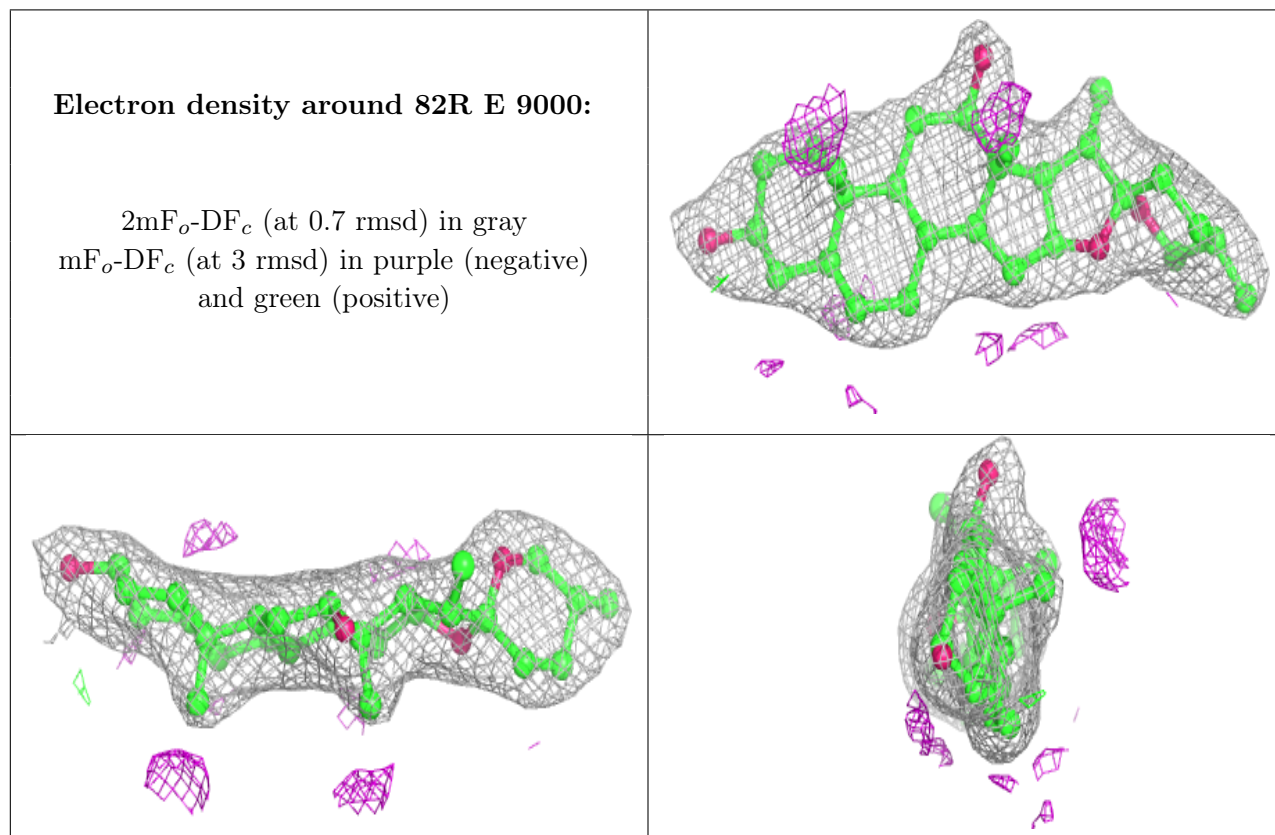 Electron density around 82R E 9000:
2mFo-DFc (at 0.7 rmsd) in gray
mFo-DFc (at 3 rmsd) in purple (negative)
and green (positive)